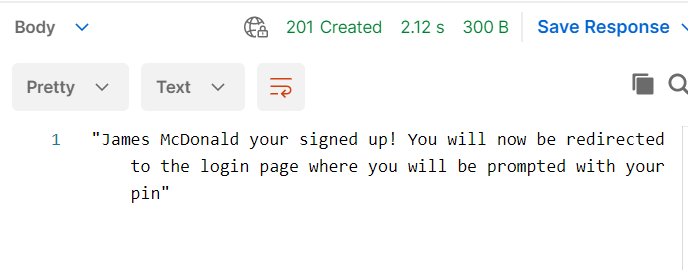 Body 201 Created 2.12 s 300 B Save Response
Pretty Text
1 "James McDonald your signed up! You will now be redirected
to the login page where you will be prompted with your
pin"